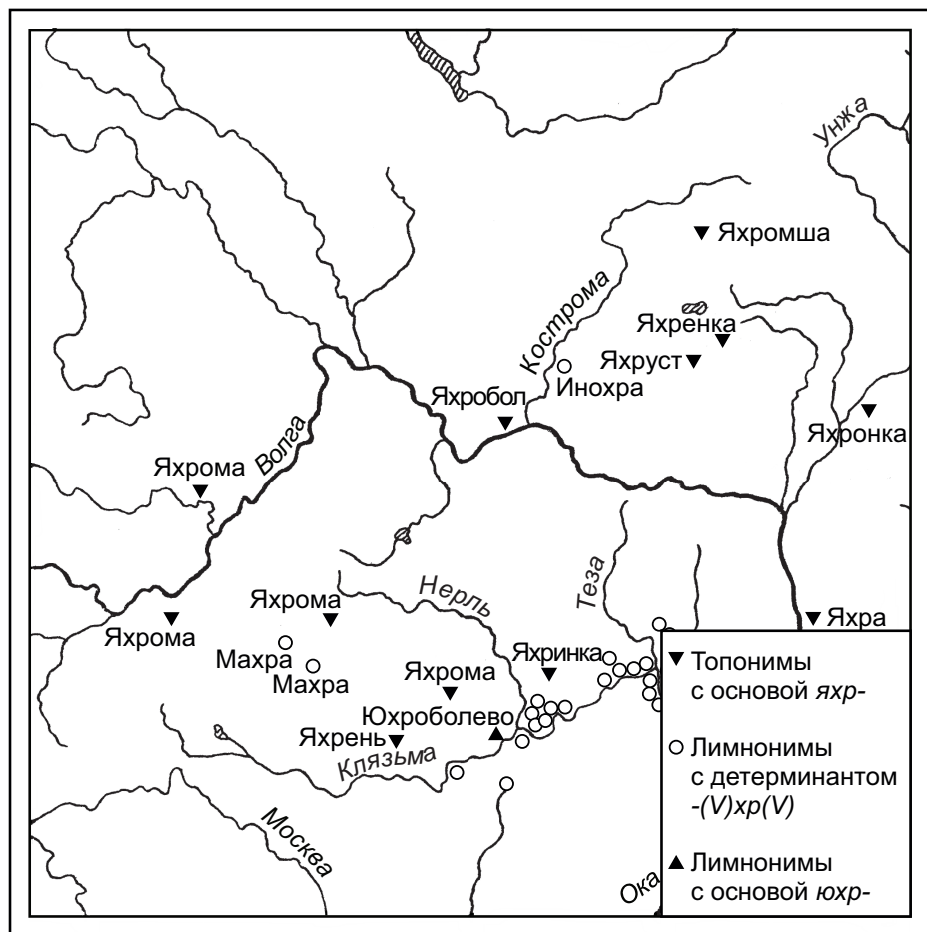 Унжа
Яхромша
Кострома
Яхренка
Яхруст
Инохра
Яхробол
Яхронка
Волга
Яхрома
Нерль
Теза
Яхрома
Яхрома
Яхра
Махра
Махра
Яхринка
Яхрома
Юхроболево
Яхрень
Клязьма
Москва
Ока
Топонимы
с основой яхр-
Лимнонимы
с детерминантом
-(V)хр(V)
Лимнонимы
с основой юхр-